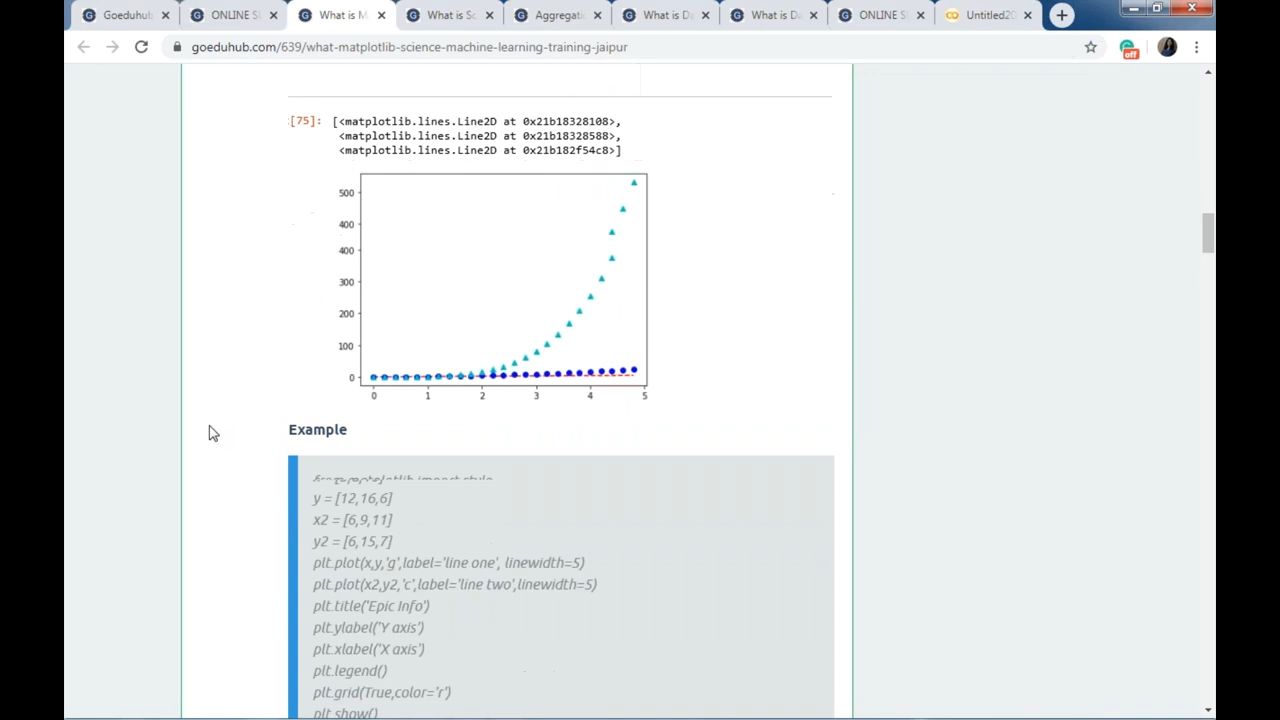 Goeduhub
ONLINE S
What is M
What is Sc
Aggregati
What is D
What is De
ONLINE S
Untitled20
goeduhub.com/639/what-matplotlib-science-machine-learning-training-jaipur
off
:[75]: [<matplotlib.lines.Line2D at 0x21b18328108>,
<matplotlib.lines.Line2D at 0x21b18328588>,
<matplotlib.lines.Line2D at 0x21b182f54c8>]
500
400
400
300
200
100
0
0 1 2 3 4 5
Example
y = [12,16,6]
x2 = [6,9,11]
y2 = [6,15,7]
plt.plot(x,y,'g',label='line one', linewidth=5)
plt.plot(x2,y2,'c',label='line two',linewidth=5)
plt.title('Epic Info')
plt.ylabel('Y axis')
plt.xlabel('X axis')
plt.legend()
plt.grid(True,color='r')
plt.show()